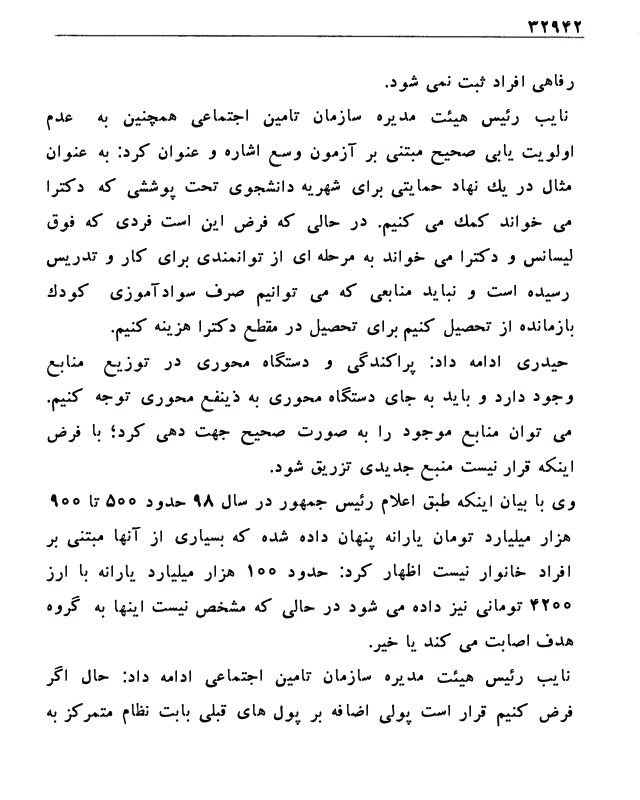 ۳۲۹۴۲
رفاهی افراد ثبت نمی شود.
نایب رئیس هیئت مدیره سازمان تامین اجتماعی همچنین به عدم
اولویت یابی صحیح مبتنی بر آزمون وسع اشاره و عنوان کرد: به عنوان
مثال در یك نهاد حمایتی برای شهریه دانشجوی تحت پوششی که دکترا
می خواند کمك می کنیم. در حالی که فرض این است فردی که فوق
لیسانس و دکترا می خواند به مرحله ای از توانمندی برای کار و تدریس
رسیده است و نباید منابعی که می توانیم صرف سوادآموزی کودك
بازمانده از تحصیل کنیم برای تحصیل در مقطع دکترا هزینه کنیم.
حیدری ادامه داد: پراکندگی و دستگاه محوری در توزیع منابع
وجود دارد و باید به جای دستگاه محوری به ذینفع محوری توجه کنیم.
می توان منابع موجود را به صورت صحیح جهت دهی کرد؛ با فرض
اینکه قرار نیست منبع جدیدی تزریق شود.
وی با بیان اینکه طبق اعلام رئیس جمهور در سال ۹۸ حدود ۵۰۰ تا ۹۰۰
هزار میلیارد تومان یارانه پنهان داده شده که بسیاری از آنها مبتنی بر
افراد خانوار نیست اظهار کرد: حدود ۱۰۰ هزار میلیارد یارانه با ارز
۴۲۰۰ تومانی نیز داده می شود در حالی که مشخص نیست اینها به گروه
هدف اصابت می کند یا خیر.
نایب رئیس هیئت مدیره سازمان تامین اجتماعی ادامه داد: حال اگر
فرض کنیم قرار است پولی اضافه بر پول های قبلی بابت نظام متمرکز به